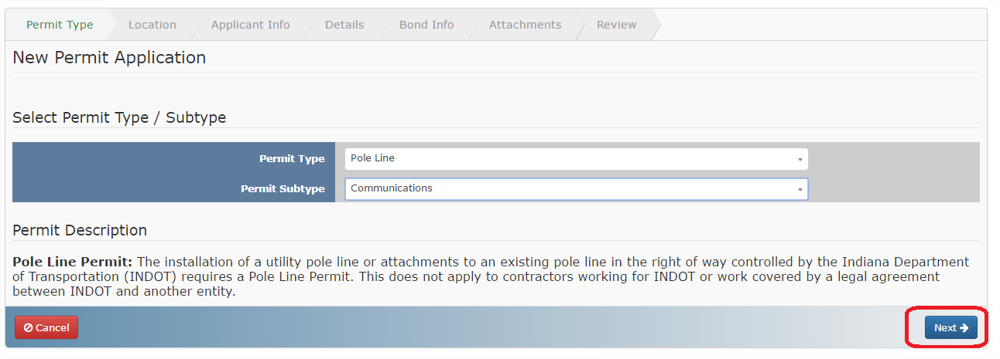 Permit Type Location Applicant Info Details Bond Info Attachments Review
New Permit Application
Select Permit Type / Subtype
Permit Type Pole Line
Permit Subtype Communications
Permit Description
Pole Line Permit: The installation of a utility pole line or attachments to an existing pole line in the right of way controlled by the Indiana Department
of Transportation (INDOT) requires a Pole Line Permit. This does not apply to contractors working for INDOT or work covered by a legal agreement
between INDOT and another entity.
Cancel Next